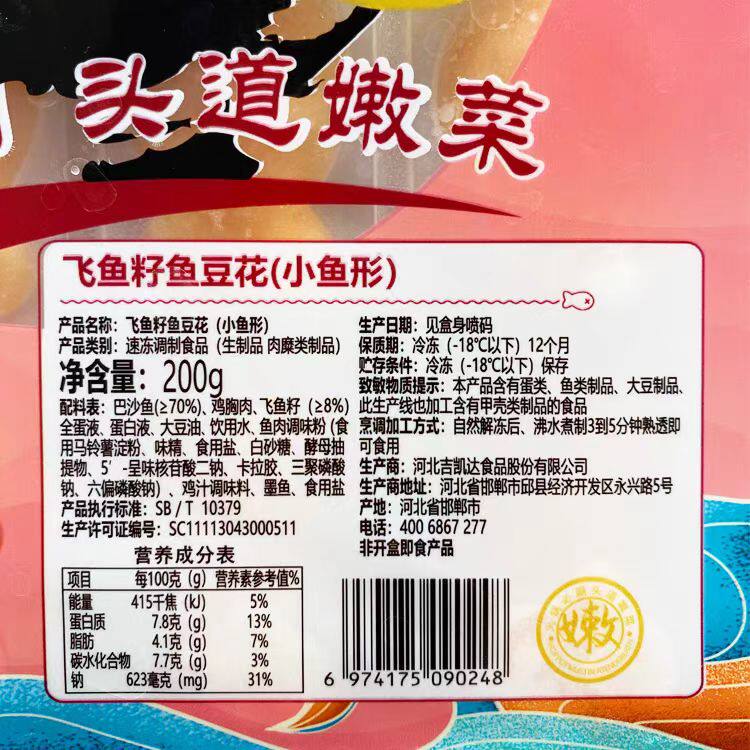 头道嫩菜
飞鱼籽鱼豆花(小鱼形)
产品名称：飞鱼籽鱼豆花（小鱼形）
产品类别：速冻调制食品（生制品 肉糜类制品）
净含量：200g
配料表：巴沙鱼(≥70%)、鸡胸肉、飞鱼籽（≥8%）
全蛋液、蛋白液、大豆油、饮用水、鱼肉调味粉（食
用马铃薯淀粉、味精、食用盐、白砂糖、酵母抽
提物、5′-呈味核苷酸二钠、卡拉胶、三聚磷酸
钠、六偏磷酸钠）、鸡汁调味料、墨鱼、食用盐
产品执行标准：SB/T 10379
生产许可证编号：SC11113043000511
营养成分表
项目 每100克（g） 营养素参考值%
能量 415千焦（kJ） 5%
蛋白质 7.8克（g） 13%
脂肪 4.1克（g） 7%
碳水化合物 7.7克（g） 3%
钠 623毫克（mg） 31%
生产日期：见盒身喷码
保质期：冷冻（-18℃以下）12个月
贮存条件：冷冻（-18℃以下）保存
致敏物质提示：本产品含有蛋类、鱼类制品、大豆制品、
此生产线也加工含有甲壳类制品的食品
烹调加工方式：自然解冻后、沸水煮制3到5分钟熟透即
可食用
生产商：河北吉凯达食品股份有限公司
生产商地址：河北省邯郸市邱县经济开发区永兴路5号
产地：河北省邯郸市
电话：400 6867 277
非开盒即食产品
6 974175 090248
嫩